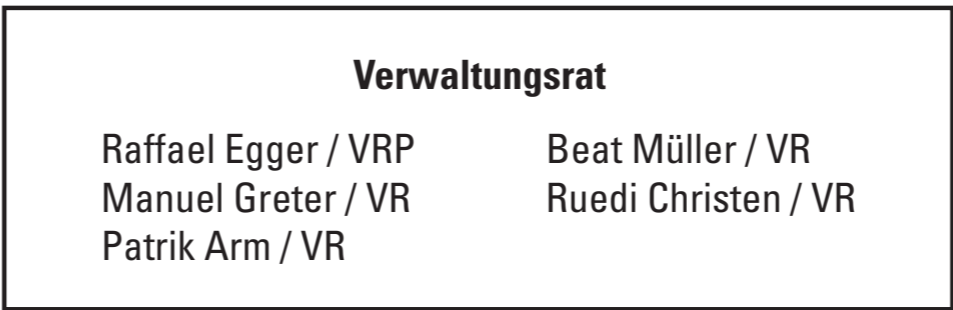 Verwaltungsrat
Raffael Egger / VRP
Manuel Greter / VR
Patrik Arm / VR
Beat Müller / VR
Ruedi Christen / VR